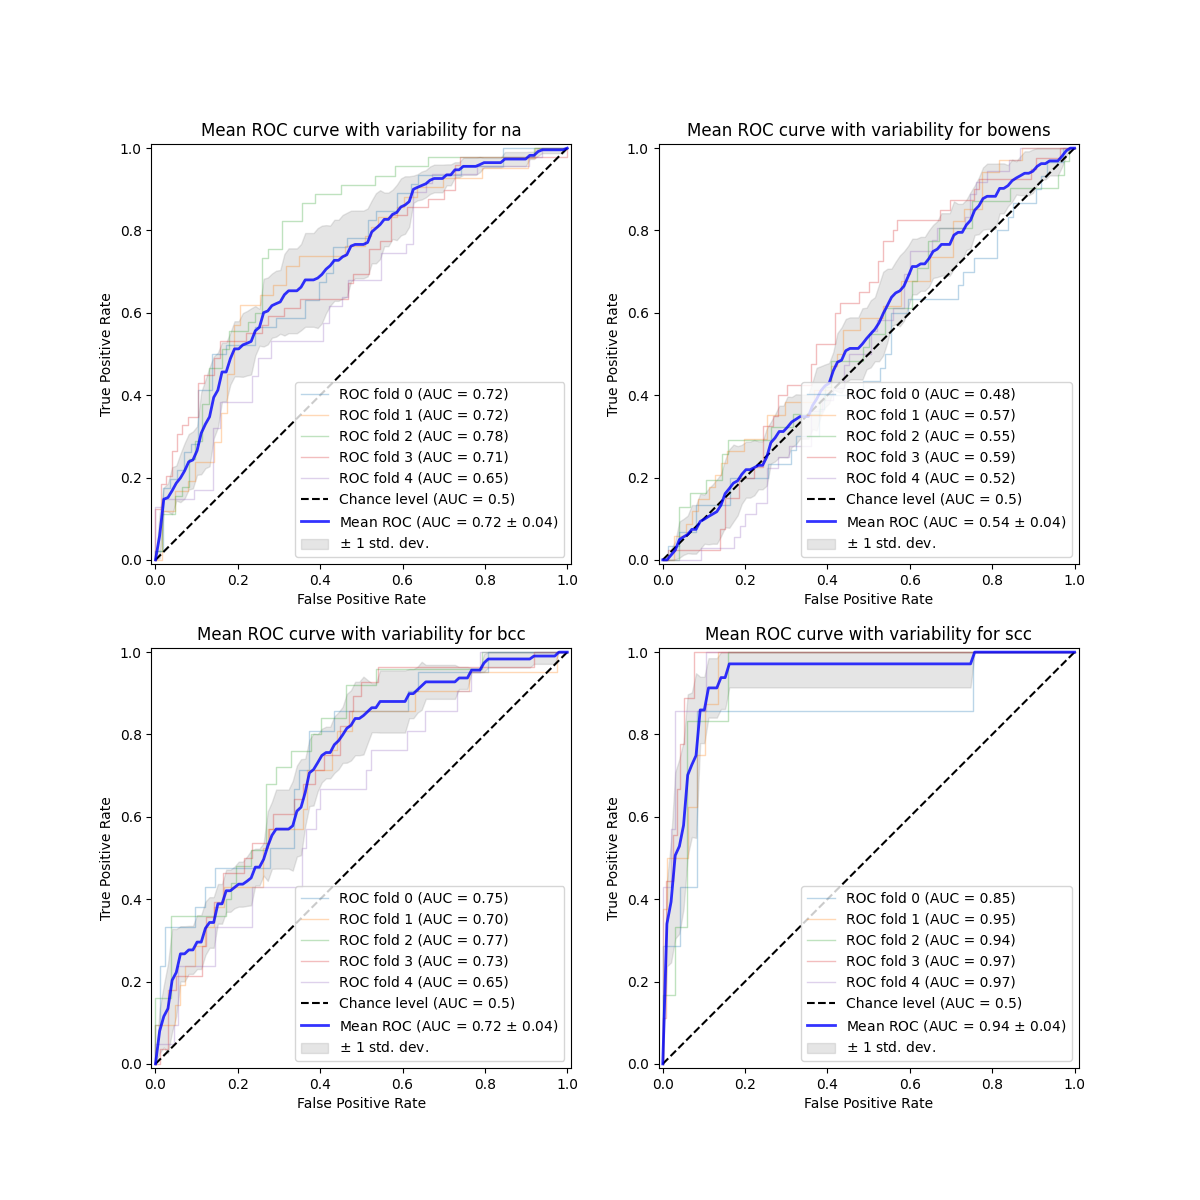 Mean ROC curve with variability for na
1.0
0.8
0.6
0.4
0.2
0.0
True Positive Rate
ROC fold 0 (AUC = 0.72)
ROC fold 1 (AUC = 0.72)
ROC fold 2 (AUC = 0.78)
ROC fold 3 (AUC = 0.71)
ROC fold 4 (AUC = 0.65)
Chance level (AUC = 0.5)
Mean ROC (AUC = 0.72 ± 0.04)
± 1 std. dev.
0.0 0.2 0.4 0.6 0.8 1.0
False Positive Rate
Mean ROC curve with variability for bowens
1.0
0.8
0.6
0.4
0.2
0.0
True Positive Rate
ROC fold 0 (AUC = 0.48)
ROC fold 1 (AUC = 0.57)
ROC fold 2 (AUC = 0.55)
ROC fold 3 (AUC = 0.59)
ROC fold 4 (AUC = 0.52)
Chance level (AUC = 0.5)
Mean ROC (AUC = 0.54 ± 0.04)
± 1 std. dev.
0.0 0.2 0.4 0.6 0.8 1.0
False Positive Rate
Mean ROC curve with variability for bcc
1.0
0.8
0.6
0.4
0.2
0.0
True Positive Rate
ROC fold 0 (AUC = 0.75)
ROC fold 1 (AUC = 0.70)
ROC fold 2 (AUC = 0.77)
ROC fold 3 (AUC = 0.73)
ROC fold 4 (AUC = 0.65)
Chance level (AUC = 0.5)
Mean ROC (AUC = 0.72 ± 0.04)
± 1 std. dev.
0.0 0.2 0.4 0.6 0.8 1.0
False Positive Rate
Mean ROC curve with variability for scc
1.0
0.8
0.6
0.4
0.2
0.0
True Positive Rate
ROC fold 0 (AUC = 0.85)
ROC fold 1 (AUC = 0.95)
ROC fold 2 (AUC = 0.94)
ROC fold 3 (AUC = 0.97)
ROC fold 4 (AUC = 0.97)
Chance level (AUC = 0.5)
Mean ROC (AUC = 0.94 ± 0.04)
± 1 std. dev.
0.0 0.2 0.4 0.6 0.8 1.0
False Positive Rate